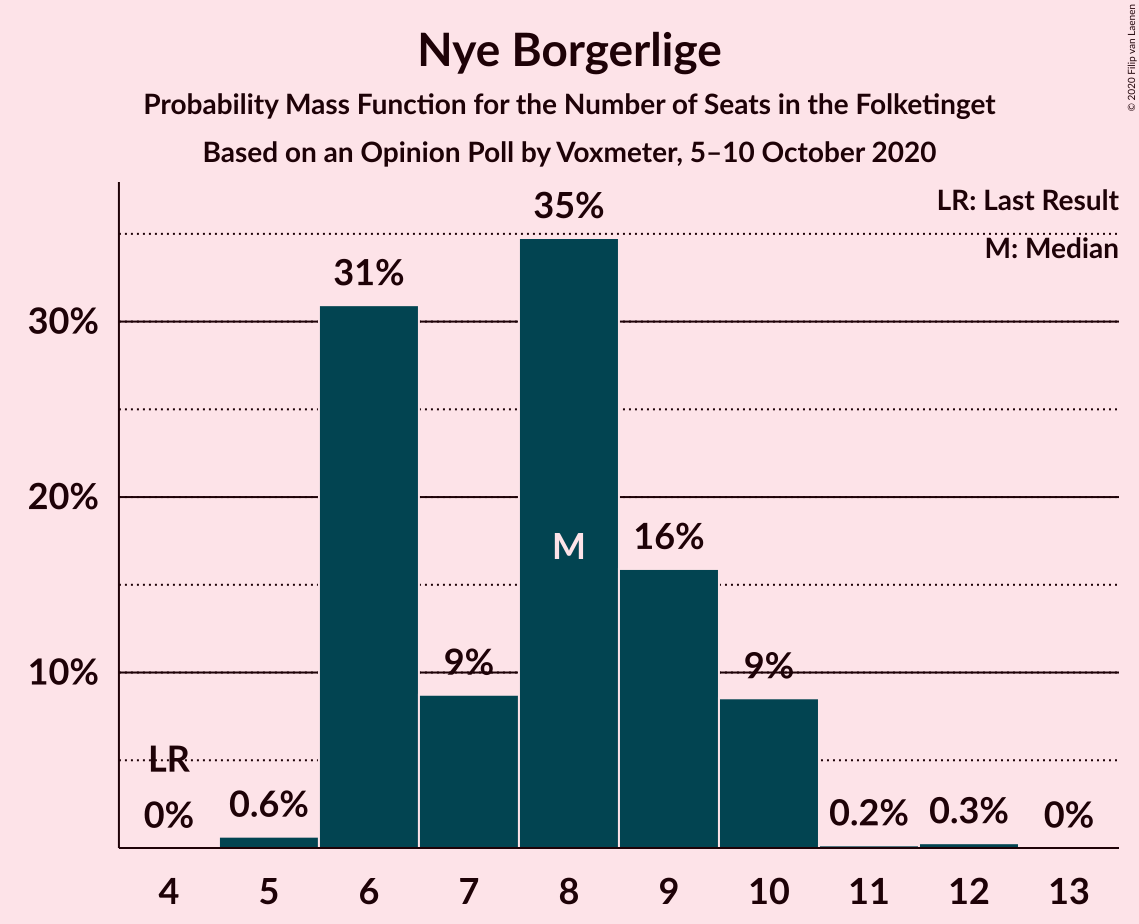 Nye Borgerlige
Probability Mass Function for the Number of Seats in the Folketinget
Based on an Opinion Poll by Voxmeter, 5–10 October 2020
© 2020 Filip van Laenen
LR: Last Result
M: Median
35%
31%
30%
20%
16%
M
10%
9%
9%
LR
0%
0.6%
0.2%
0.3%
0%
4 5 6 7 8 9 10 11 12 13